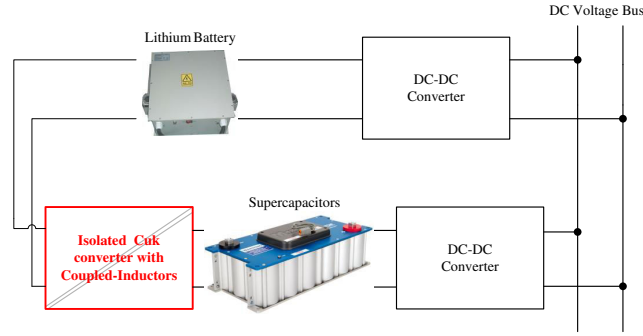 DC Voltage Bus
Lithium Battery
DC-DC
Converter
Supercapacitors
Isolated Cuk
converter with
Coupled-Inductors
DC-DC
Converter